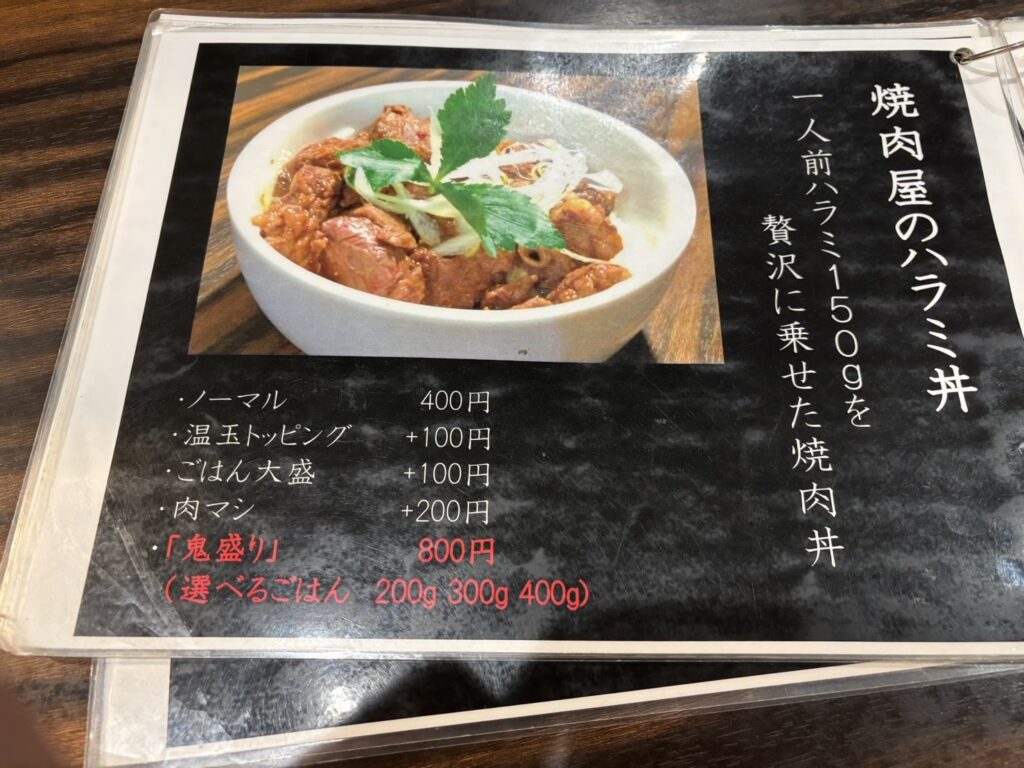 焼肉屋のハラミ丼
一人前ハラミ150gを
贅沢に乗せた焼肉丼
・ノーマル 400円
・温玉トッピング +100円
・ごはん大盛 +100円
・肉マシ +200円
・「鬼盛り」 800円
(選べるごはん 200g 300g 400g)